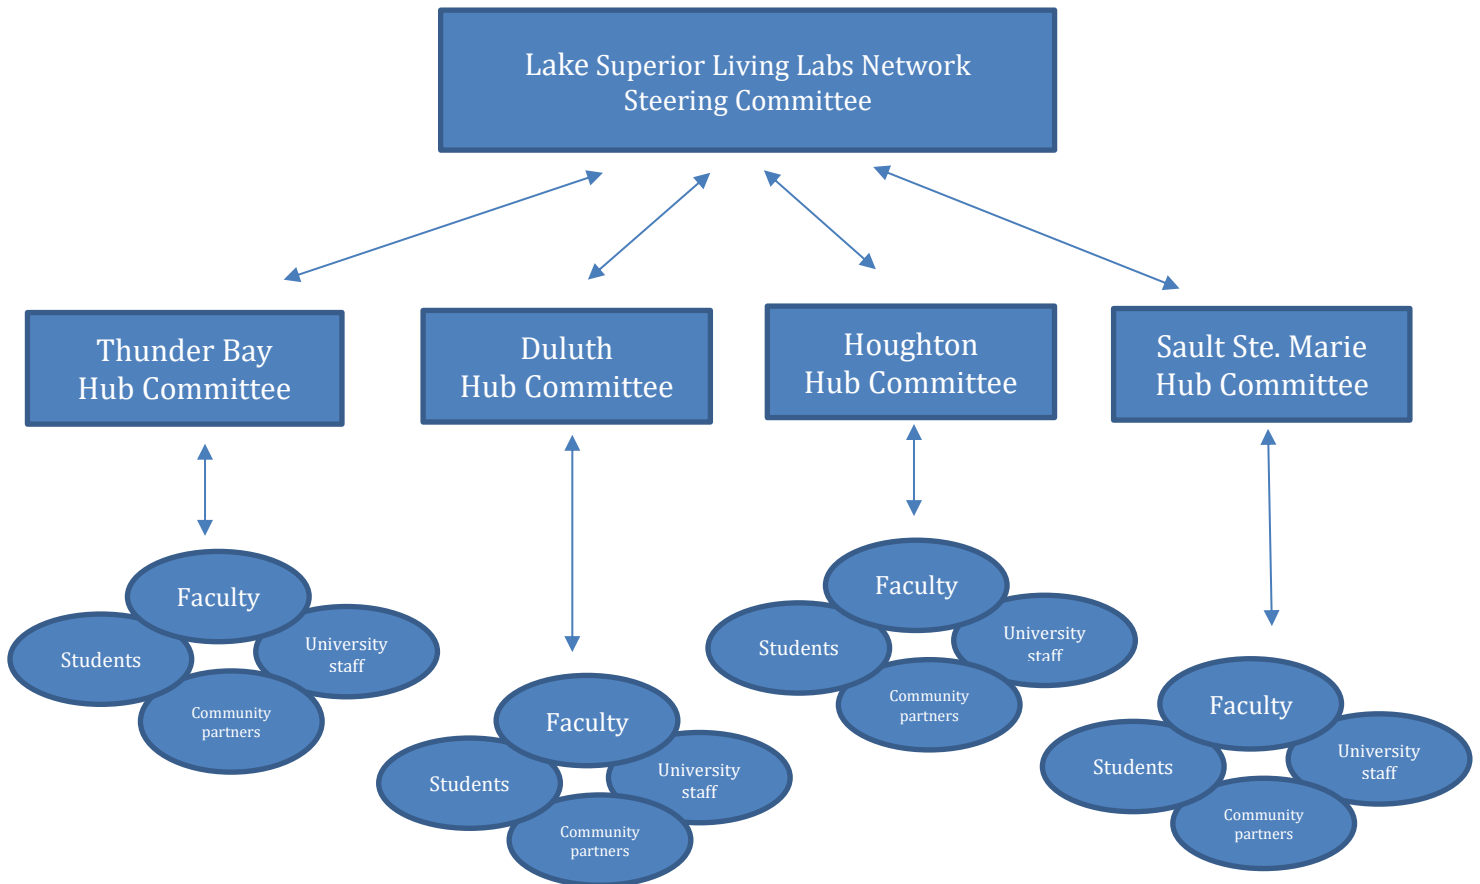 Lake Superior Living Labs Network
Steering Committee
Thunder Bay
Hub Committee
Duluth
Hub Committee
Houghton
Hub Committee
Sault Ste. Marie
Hub Committee
Faculty
Students
University
staff
Community
partners
Faculty
Students
University
staff
Community
partners
Faculty
Students
University
staff
Community
partners
Faculty
Students
University
staff
Community
partners